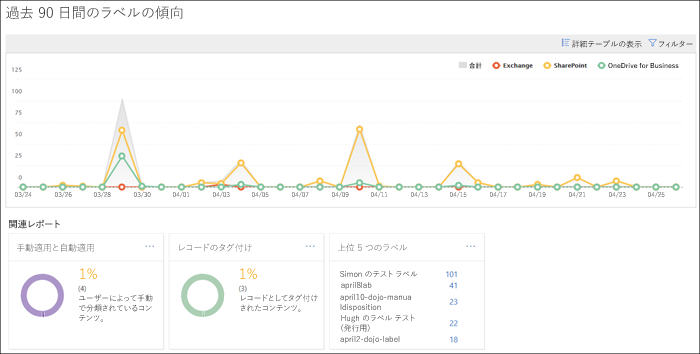 過去 90 日間のラベルの傾向
詳細テーブルの表示 フィルター
合計 Exchange SharePoint OneDrive for Business
125
100
75
50
25
0
03/24 03/26 03/28 03/30 04/01 04/03 04/05 04/07 04/09 04/11 04/13 04/15 04/17 04/19 04/21 04/23 04/25
関連レポート
手動適用と自動適用 ...
1%
(4)
ユーザーによって手動
で分類されているコン
テンツ。
レコードのタグ付け ...
1%
(3)
レコードとしてタグ付け
されたコンテンツ。
上位 5 つのラベル ...
Simon のテストラベル 101
april8lab 41
april10-dojo-manua
ldisposition 23
Hugh のラベル テスト
(発行用) 22
april2-dojo-label 18